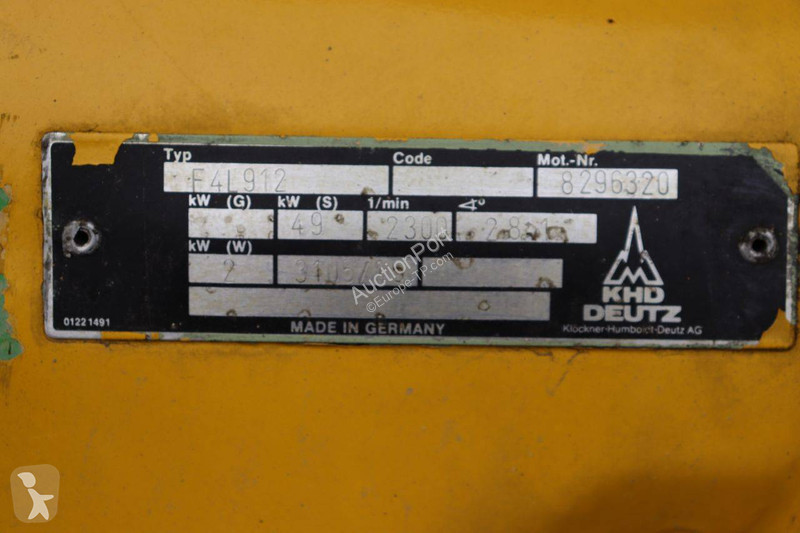 Typ Code Mot.-Nr.
F4L912 8296320
kW (G) kW (S) 1/min
49 2300
kW (W)
2
KHD
DEUTZ
Klöckner-Humboldt-Deutz AG
01221491
MADE IN GERMANY
AuctionPort
©Europe-TP.com